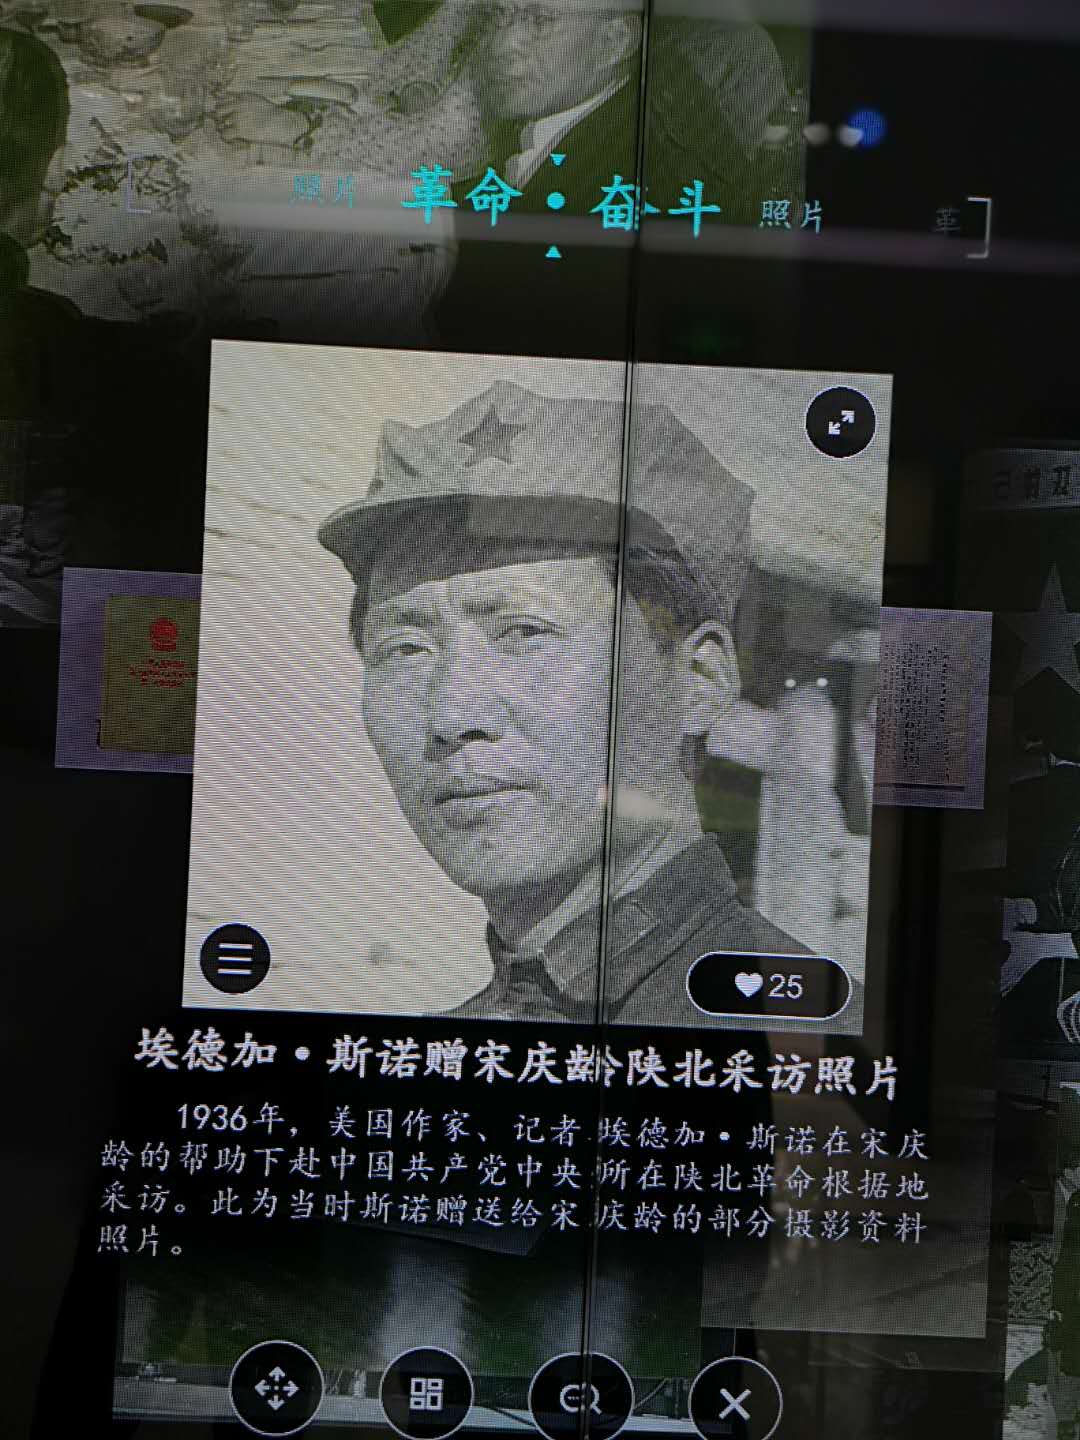 照片 革命·奋斗 照片 革
己的双
25
埃德加·斯诺赠宋庆龄陕北采访照片
1936年，美国作家、记者埃德加·斯诺在宋庆
龄的帮助下赴中国共产党中央所在陕北革命根据地
采访。此为当时斯诺赠送给宋庆龄的部分摄影资料
照片。